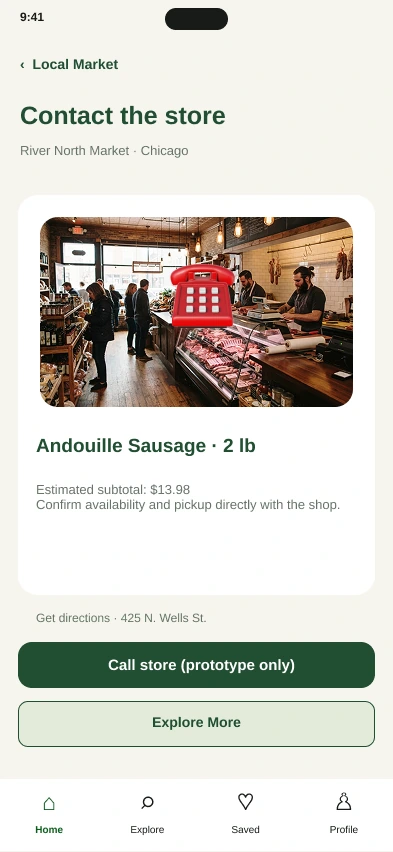 9:41
‹ Local Market
Contact the store
River North Market · Chicago
Andouille Sausage · 2 lb
Estimated subtotal: $13.98
Confirm availability and pickup directly with the shop.
Get directions · 425 N. Wells St.
Call store (prototype only)
Explore More
Home Explore Saved Profile